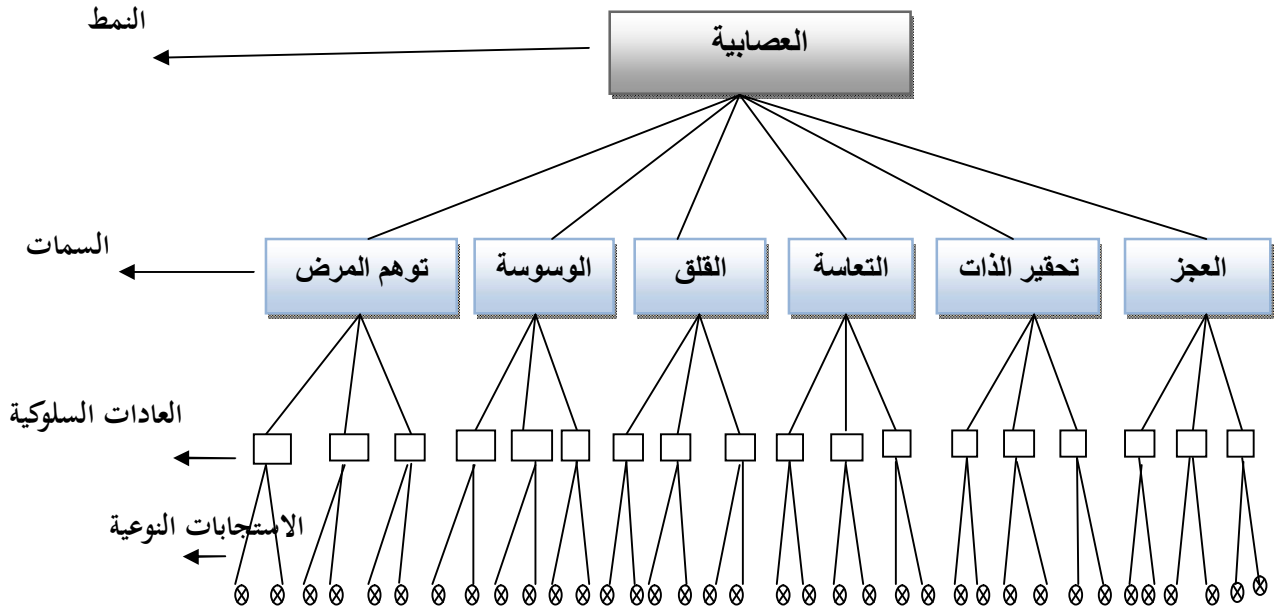 النمط
العصابية
السمات
العجز
تحقير الذات
التعاسة
القلق
الوسوسة
توهم المرض
العادات السلوكية
الاستجابات النوعية